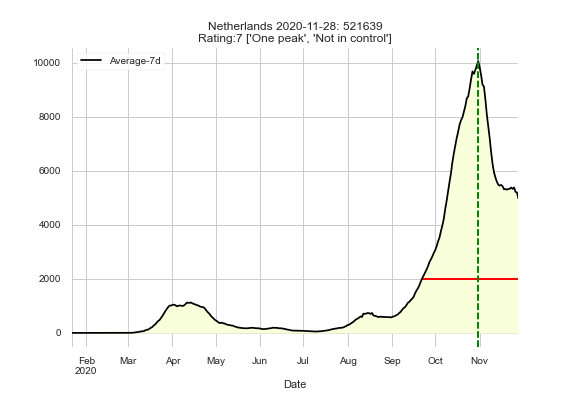 Netherlands 2020-11-28: 521639
Rating:7 ['One peak', 'Not in control']
Average-7d
10000
8000
6000
4000
2000
0
Feb Mar Apr May Jun Jul Aug Sep Oct Nov
2020
Date